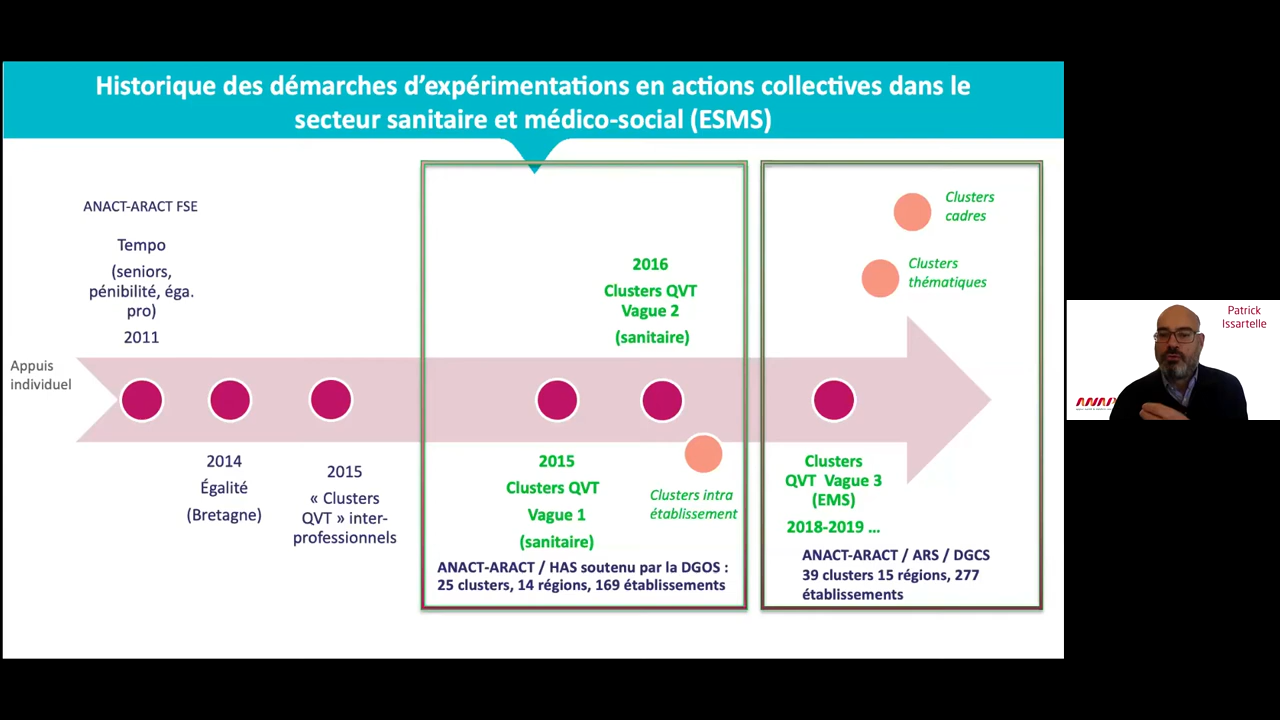 Historique des démarches d'expérimentations en actions collectives dans le
secteur sanitaire et médico-social (ESMS)
ANACT-ARACT FSE
Tempo
(seniors,
pénibilité, éga.
pro)
2011
Appuis
individuel
2014
Égalité
(Bretagne)
2015
« Clusters
QVT » inter-
professionnels
2016
Clusters QVT
Vague 2
(sanitaire)
2015
Clusters QVT
Vague 1
(sanitaire)
Clusters intra
établissement
ANACT-ARACT / HAS soutenu par la DGOS :
25 clusters, 14 régions, 169 établissements
Clusters
cadres
Clusters
thématiques
Clusters
QVT Vague 3
(EMS)
2018-2019 ...
ANACT-ARACT / ARS / DGCS
39 clusters 15 régions, 277
établissements
Patrick
Issartelle